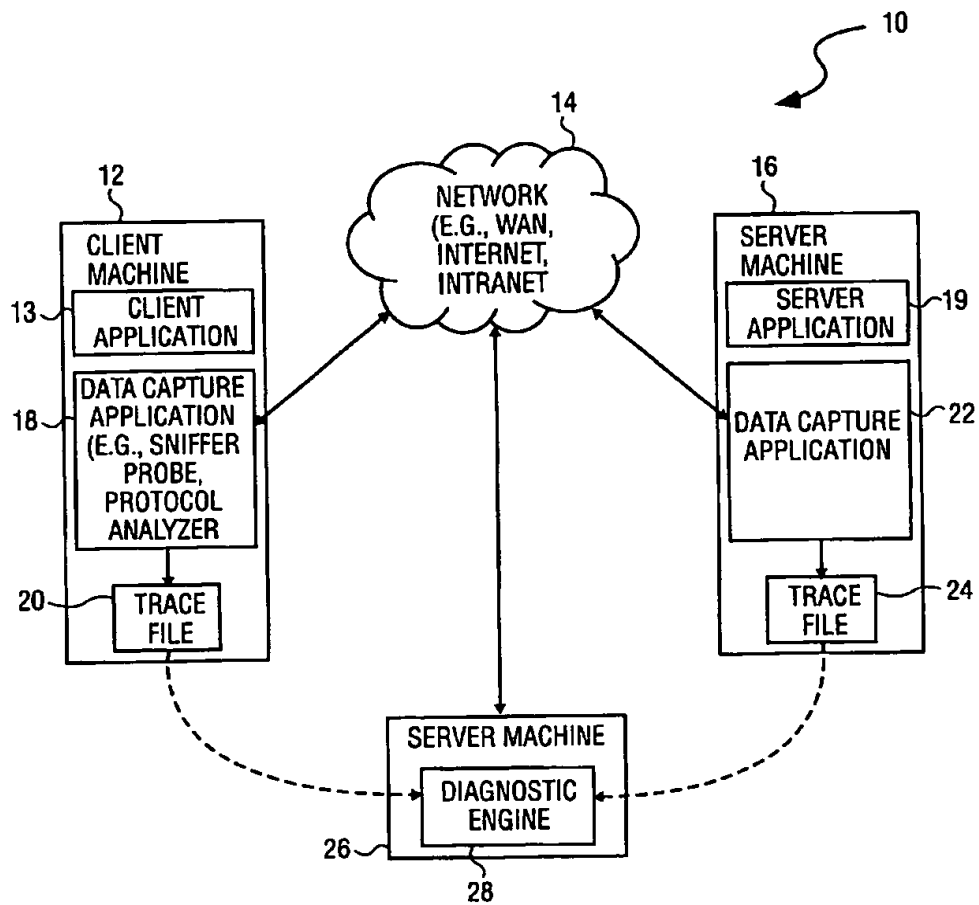 10
14
NETWORK
(E.G., WAN,
INTERNET,
INTRANET
12
CLIENT
MACHINE
13
CLIENT
APPLICATION
18
DATA CAPTURE
APPLICATION
(E.G., SNIFFER
PROBE,
PROTOCOL
ANALYZER
20
TRACE
FILE
16
SERVER
MACHINE
SERVER
APPLICATION
19
DATA CAPTURE
APPLICATION
22
TRACE
FILE
24
SERVER MACHINE
DIAGNOSTIC
ENGINE
26
28